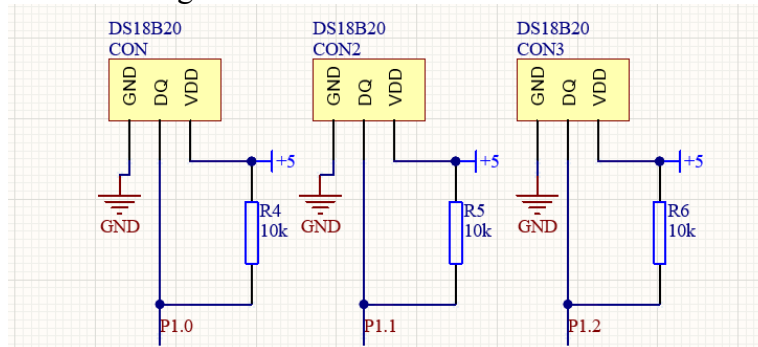 DS18B20 DS18B20 DS18B20
CON CON2 CON3
GND DQ VDD GND DQ VDD GND DQ VDD
+5 +5 +5
R4 R5 R6
GND 10k GND 10k GND 10k
P1.0 P1.1 P1.2